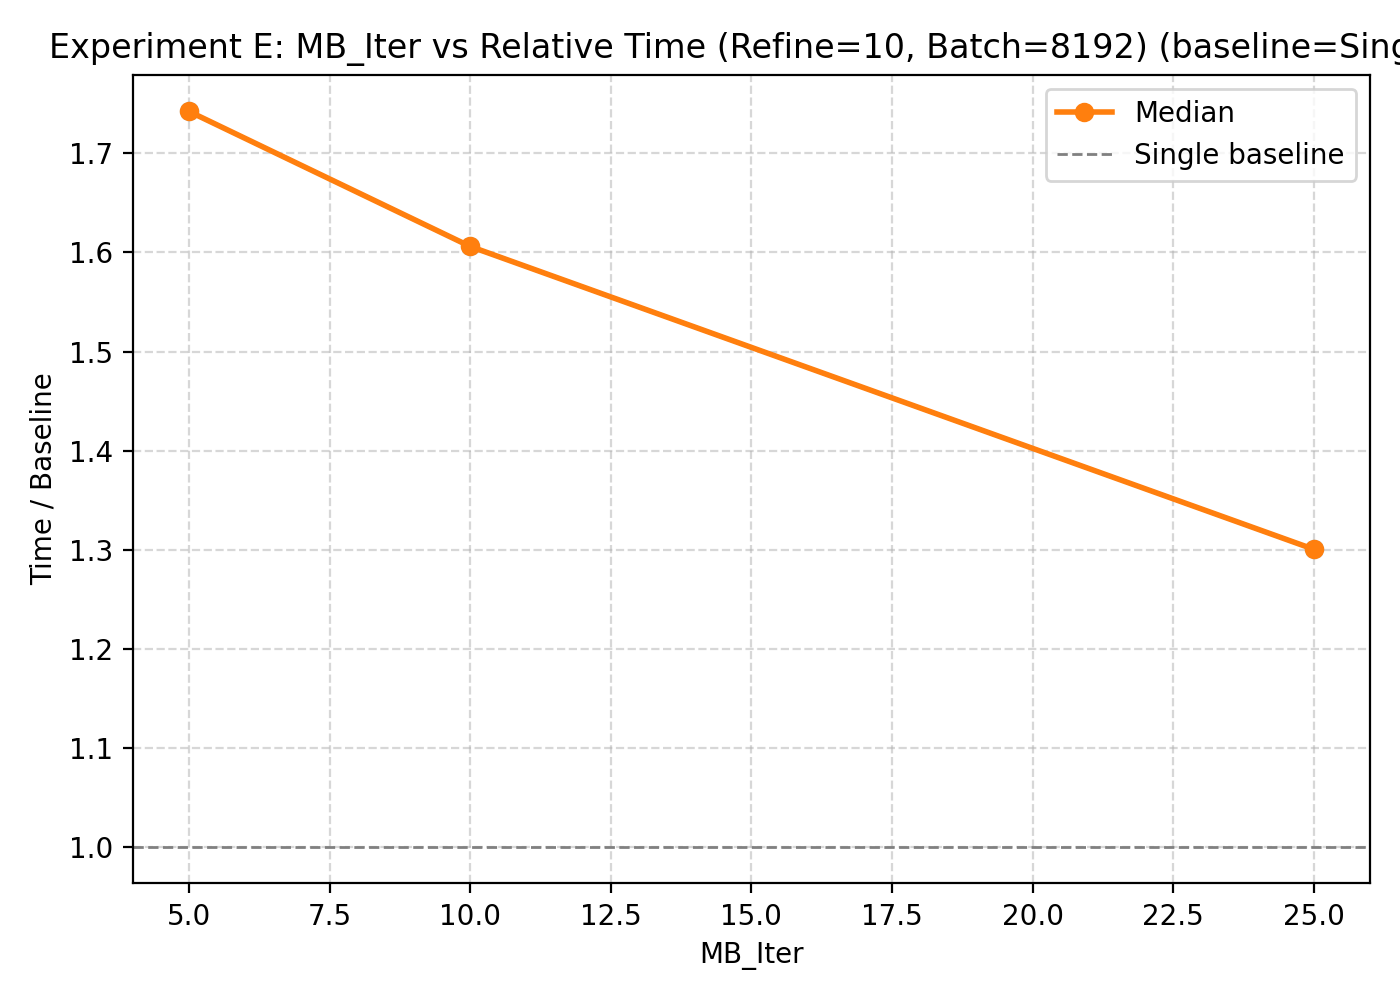 Experiment E: MB_Iter vs Relative Time (Refine=10, Batch=8192) (baseline=Sing
Median
Single baseline
1.7
1.6
1.5
1.4
1.3
1.2
1.1
1.0
Time / Baseline
5.0 7.5 10.0 12.5 15.0 17.5 20.0 22.5 25.0
MB_Iter